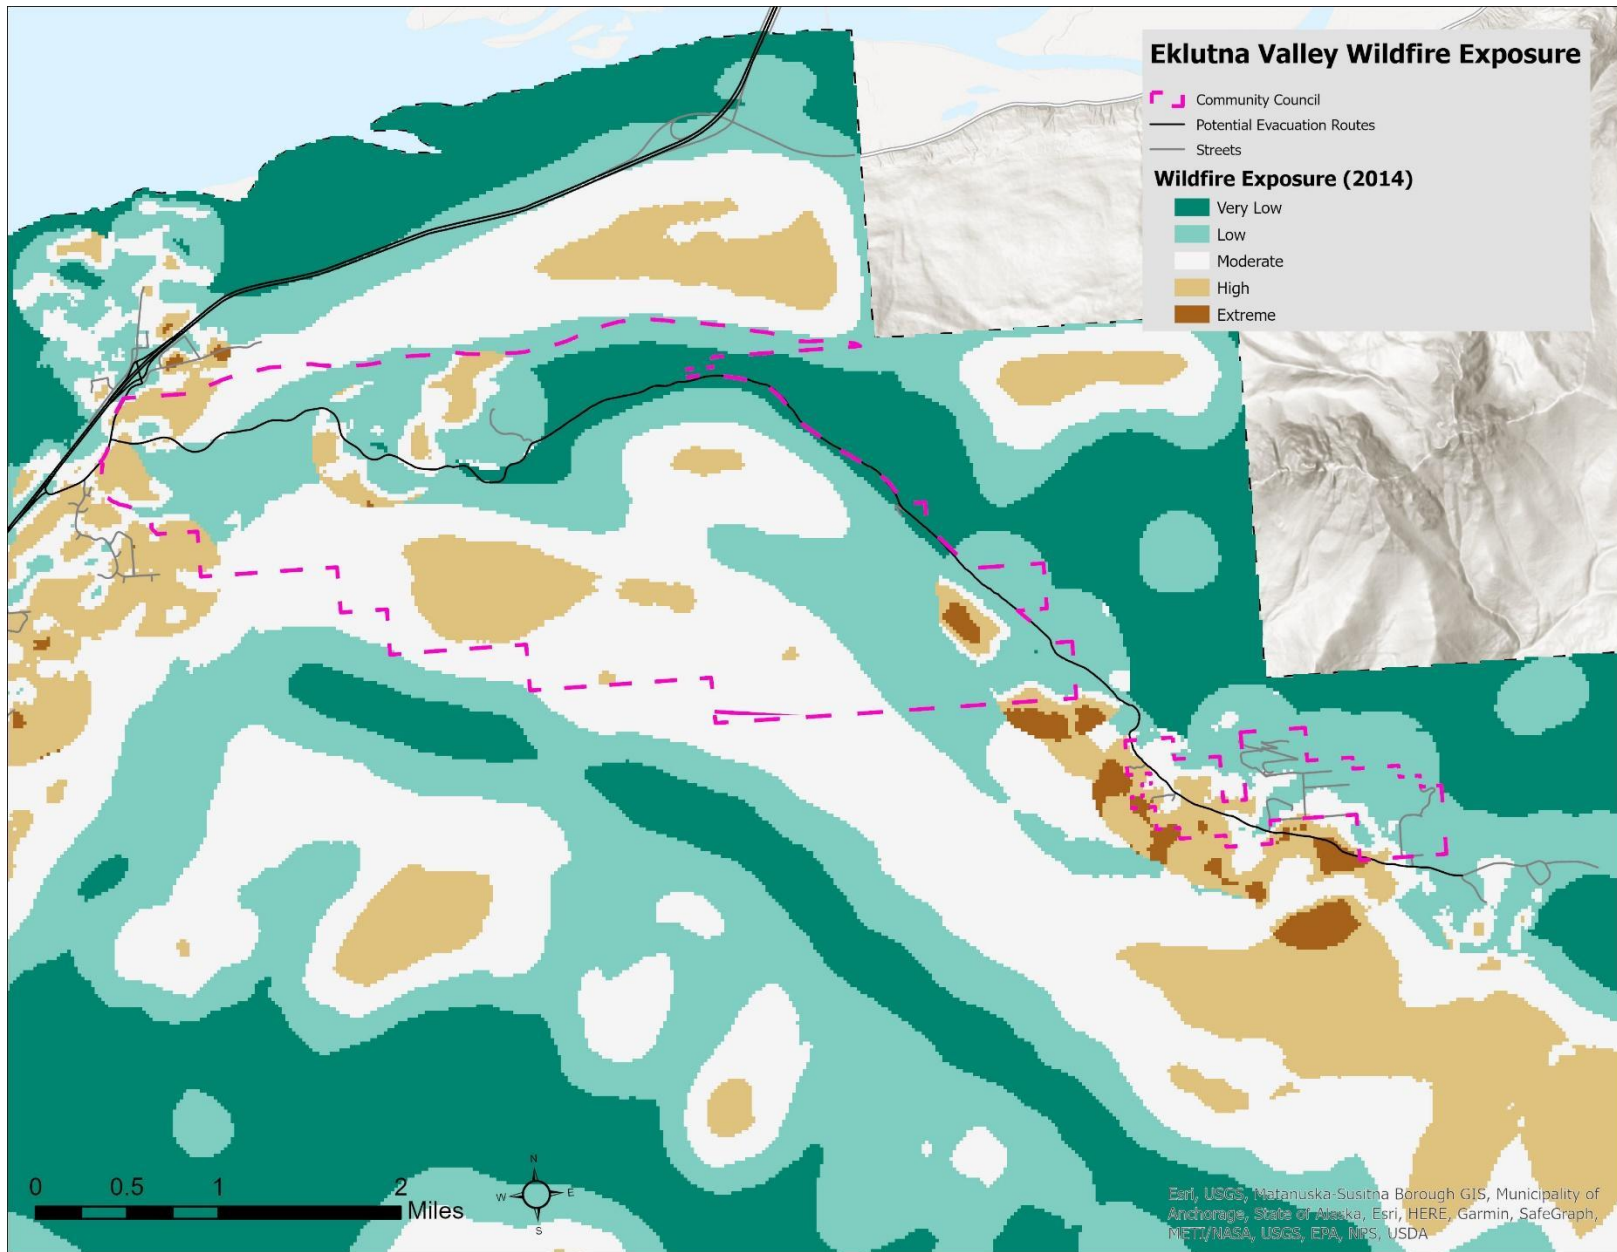 Eklutna Valley Wildfire Exposure
Community Council
Potential Evacuation Routes
Streets
Wildfire Exposure (2014)
Very Low
Low
Moderate
High
Extreme
0 0.5 1 2
Miles
N
W E
S
Esri, USGS, Matanuska-Susitna Borough GIS, Municipality of
Anchorage, State of Alaska, Esri, HERE, Garmin, SafeGraph,
METI/NASA, USGS, EPA, NPS, USDA